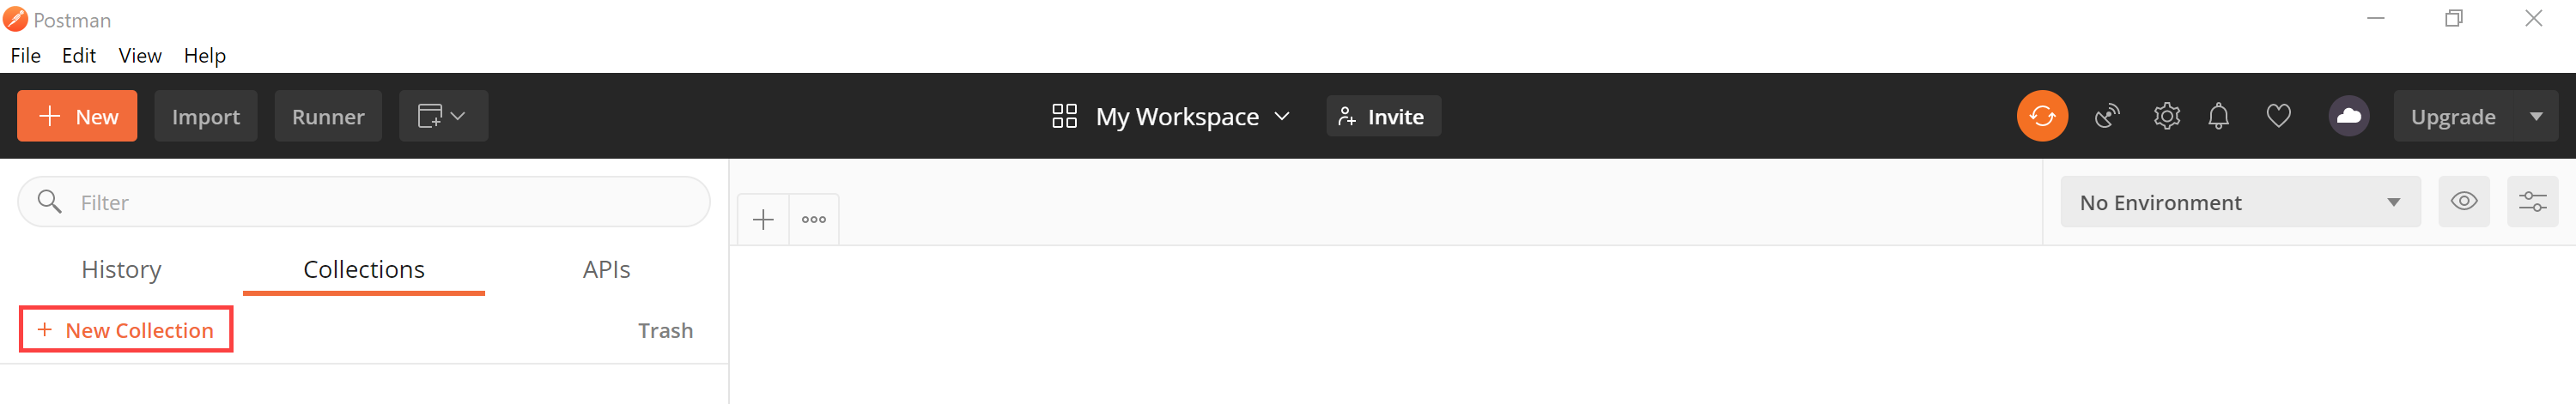 Postman
File Edit View Help
+ New Import Runner My Workspace Invite Upgrade
Filter
No Environment
History Collections APIs
+ New Collection Trash